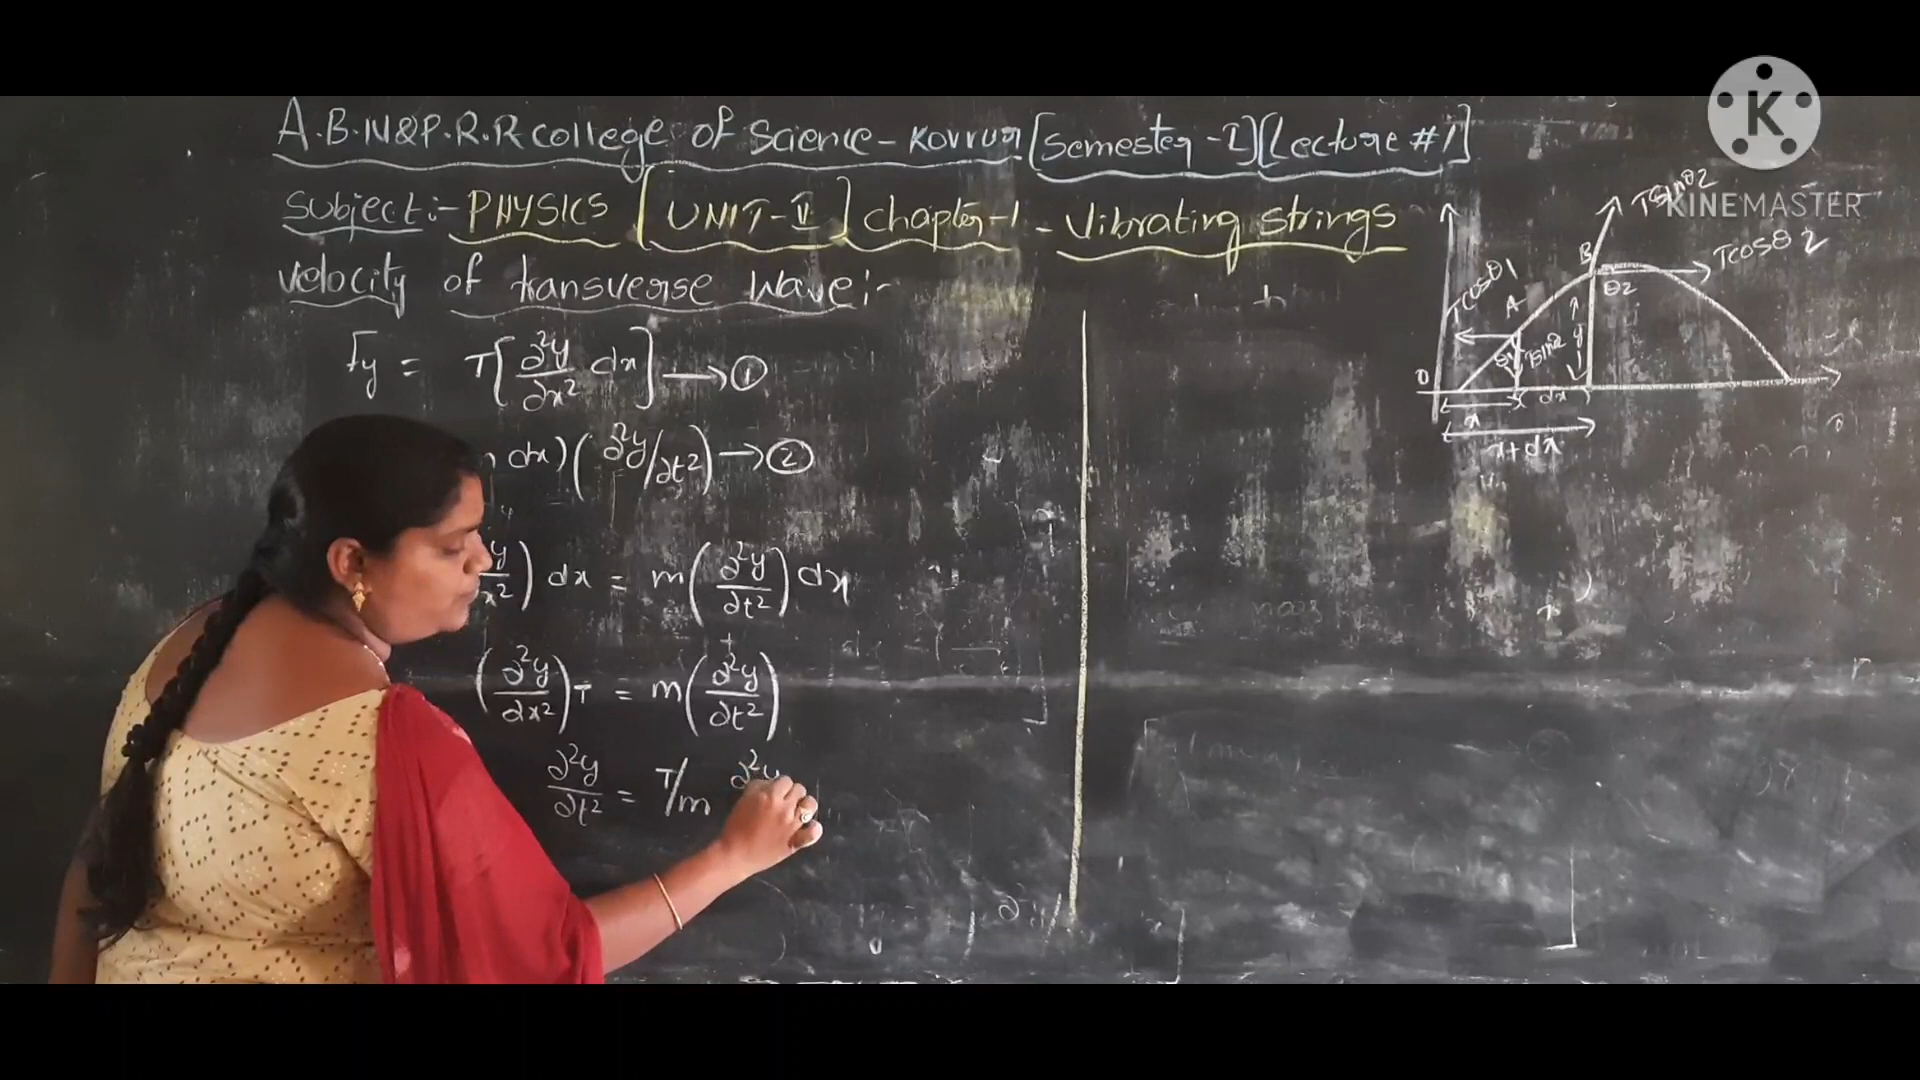 A.B.N&P.R.R College of Science - Kovvur [Semester - I] [Lecture #1]
Subject:- PHYSICS [UNIT-V] Chapter-1 - Vibrating strings
Velocity of transverse wave:-
Fy = T[∂²y/∂x² dx] → ①
dx)(∂²y/∂t²) → ②
dx = m(∂²y/∂t²) dx
(∂²y/∂x²)T = m(∂²y/∂t²)
∂²y/∂t² = T/m ∂²y
K
KINEMASTER
Tsinθ2
Tcosθ2
B
θ2
Tcosθ1
A
θ1
y
O
x
dx
x+dx